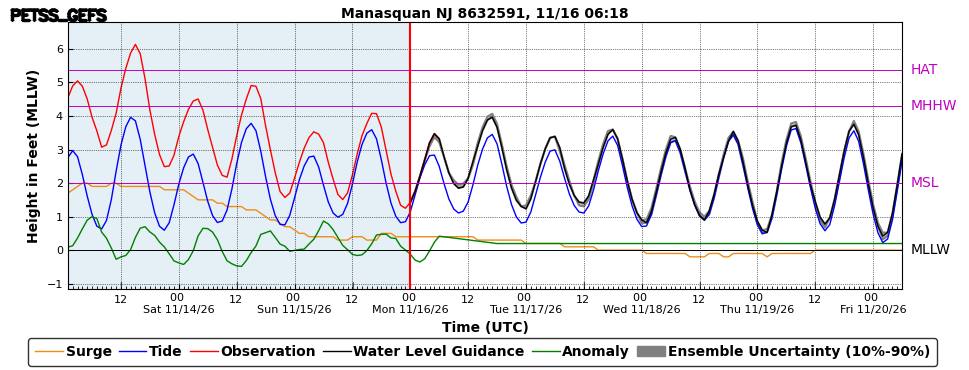 PETSS_GEFS
Manasquan NJ 8632591, 11/16 06:18
Height in Feet (MLLW)
6
5
4
3
2
1
0
−1
HAT
MHHW
MSL
MLLW
12 00 12 00 12 00 12 00 12 00 12 00 12 00
Sat 11/14/26 Sun 11/15/26 Mon 11/16/26 Tue 11/17/26 Wed 11/18/26 Thu 11/19/26 Fri 11/20/26
Time (UTC)
Surge Tide Observation Water Level Guidance Anomaly Ensemble Uncertainty (10%-90%)